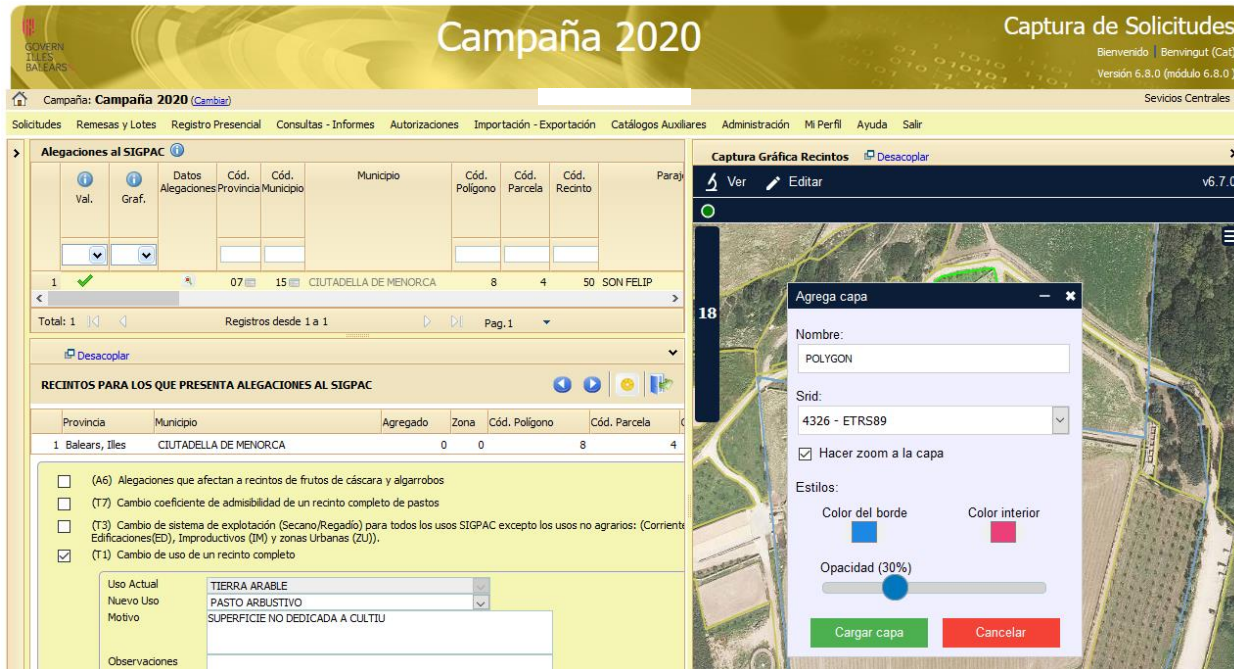 GOVERN
ILLES
BALEARS
Campaña 2020
Captura de Solicitudes
Bienvenido | Benvingut (Cat)
Versión 6.8.0 (módulo 6.8.0)
Campaña: Campaña 2020 (Cambiar)
Sevicios Centrales
Solicitudes Remesas y Lotes Registro Presencial Consultas - Informes Autorizaciones Importación - Exportación Catálogos Auxiliares Administración Mi Perfil Ayuda Salir
Alegaciones al SIGPAC
Val. Graf. Datos Alegaciones Cód. Provincia Cód. Municipio Municipio Cód. Polígono Cód. Parcela Cód. Recinto Paraj
1 07 15 CIUTADELLA DE MENORCA 8 4 50 SON FELIP
Total: 1 Registros desde 1 a 1 Pag.1
Desacoplar
RECINTOS PARA LOS QUE PRESENTA ALEGACIONES AL SIGPAC
Provincia Municipio Agregado Zona Cód. Polígono Cód. Parcela
1 Balears, Illes CIUTADELLA DE MENORCA 0 0 8 4
(A6) Alegaciones que afectan a recintos de frutos de cáscara y algarrobos
(T7) Cambio coeficiente de admisibilidad de un recinto completo de pastos
(T3) Cambio de sistema de explotación (Secano/Regadío) para todos los usos SIGPAC excepto los usos no agrarios: (Corriente
Edificaciones(ED), Improductivos (IM) y zonas Urbanas (ZU)).
(T1) Cambio de uso de un recinto completo
Uso Actual TIERRA ARABLE
Nuevo Uso PASTO ARBUSTIVO
Motivo SUPERFICIE NO DEDICADA A CULTIU
Observaciones
Captura Gráfica Recintos Desacoplar
Ver Editar v6.7.0
18
Agrega capa
Nombre:
POLYGON
Srid:
4326 - ETRS89
Hacer zoom a la capa
Estilos:
Color del borde Color interior
Opacidad (30%)
Cargar capa Cancelar